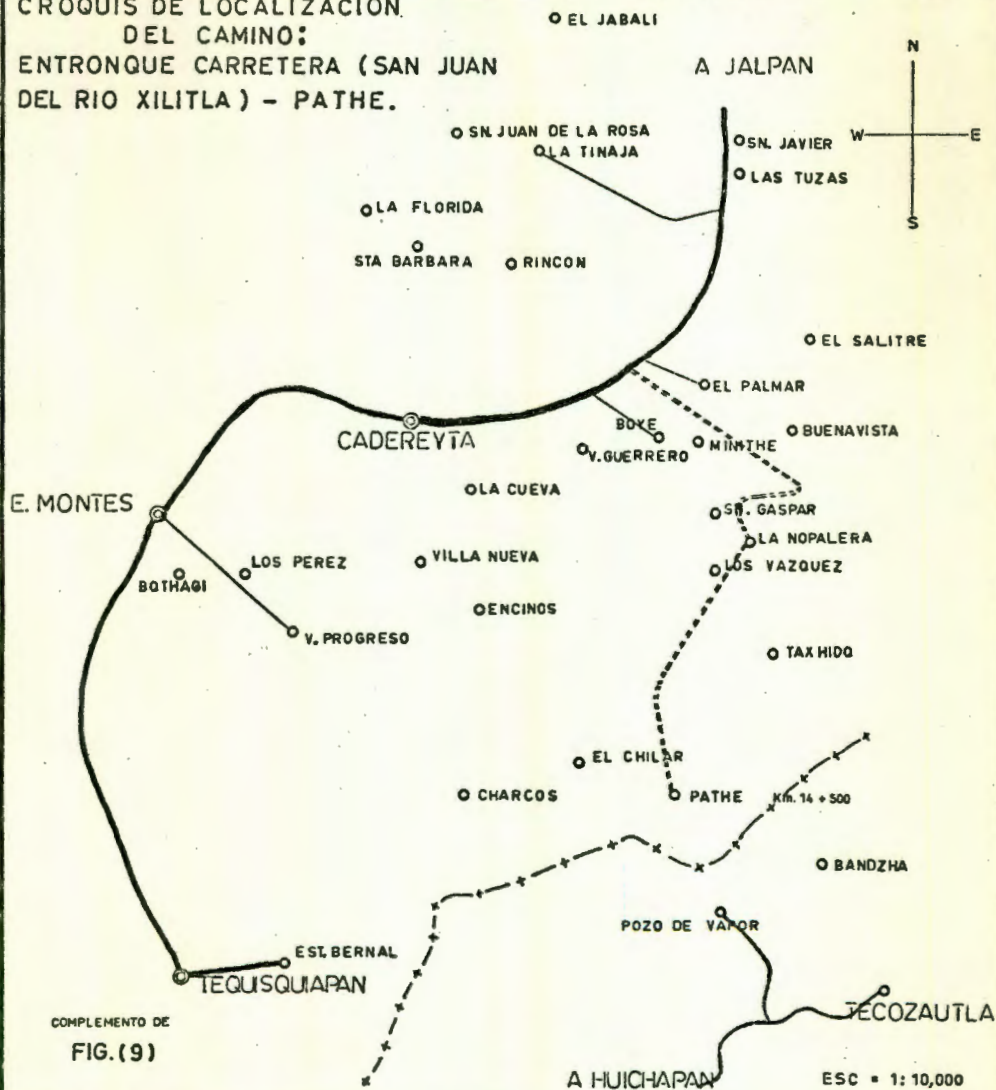 CROQUIS DE LOCALIZACION
DEL CAMINO:
ENTRONQUE CARRETERA (SAN JUAN
DEL RIO XILITLA) - PATHE.
EL JABALI
A JALPAN
N
W
E
S
SN. JUAN DE LA ROSA
LA TINAJA
SN. JAVIER
LAS TUZAS
LA FLORIDA
STA BARBARA
RINCON
EL SALITRE
EL PALMAR
CADEREYTA
BOYE
V. GUERRERO
MINTHE
BUENAVISTA
E. MONTES
LA CUEVA
SN. GASPAR
LA NOPALERA
LOS VAZQUEZ
BOTHAGI
LOS PEREZ
VILLA NUEVA
ENCINOS
V. PROGRESO
TAXHIDO
EL CHILAR
CHARCOS
PATHE
Km. 14 + 500
BANDZHA
POZO DE VAPOR
EST. BERNAL
TEQUISQUIAPAN
TECOZAUTLA
COMPLEMENTO DE
FIG. (9)
A HUICHAPAN
ESC = 1: 10,000